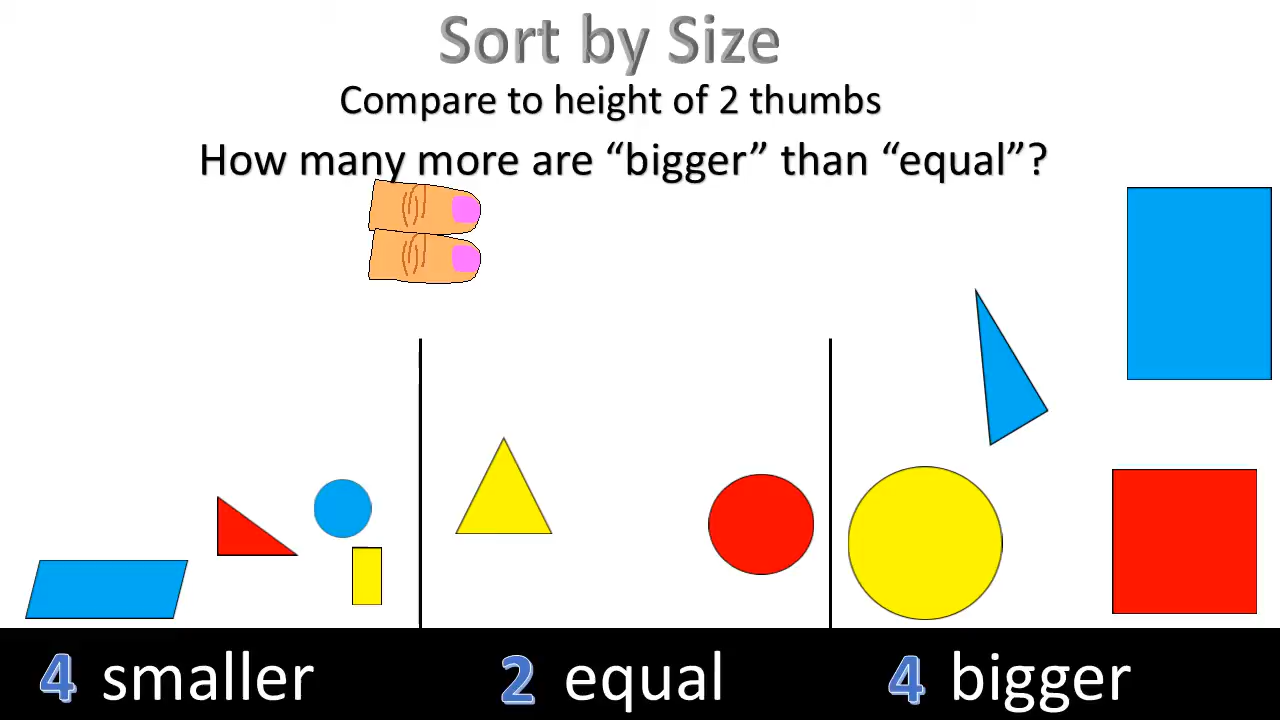 Sort by Size
Compare to height of 2 thumbs
How many more are “bigger” than “equal”?
4 smaller
2 equal
4 bigger